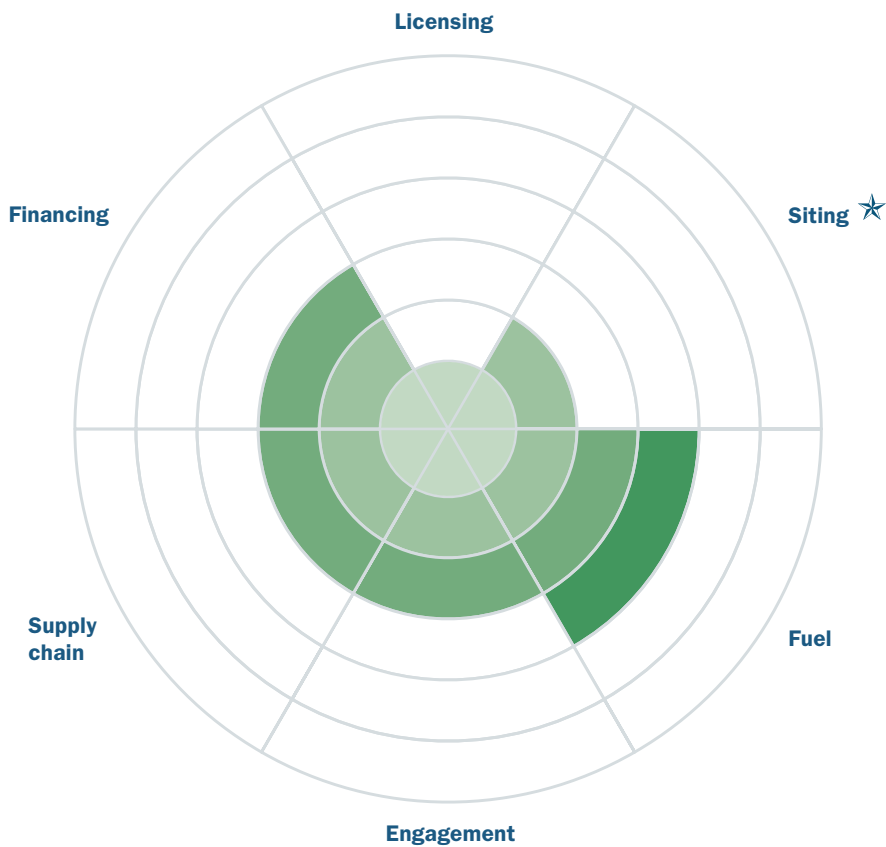 Licensing
Financing
Siting
Supply
chain
Fuel
Engagement